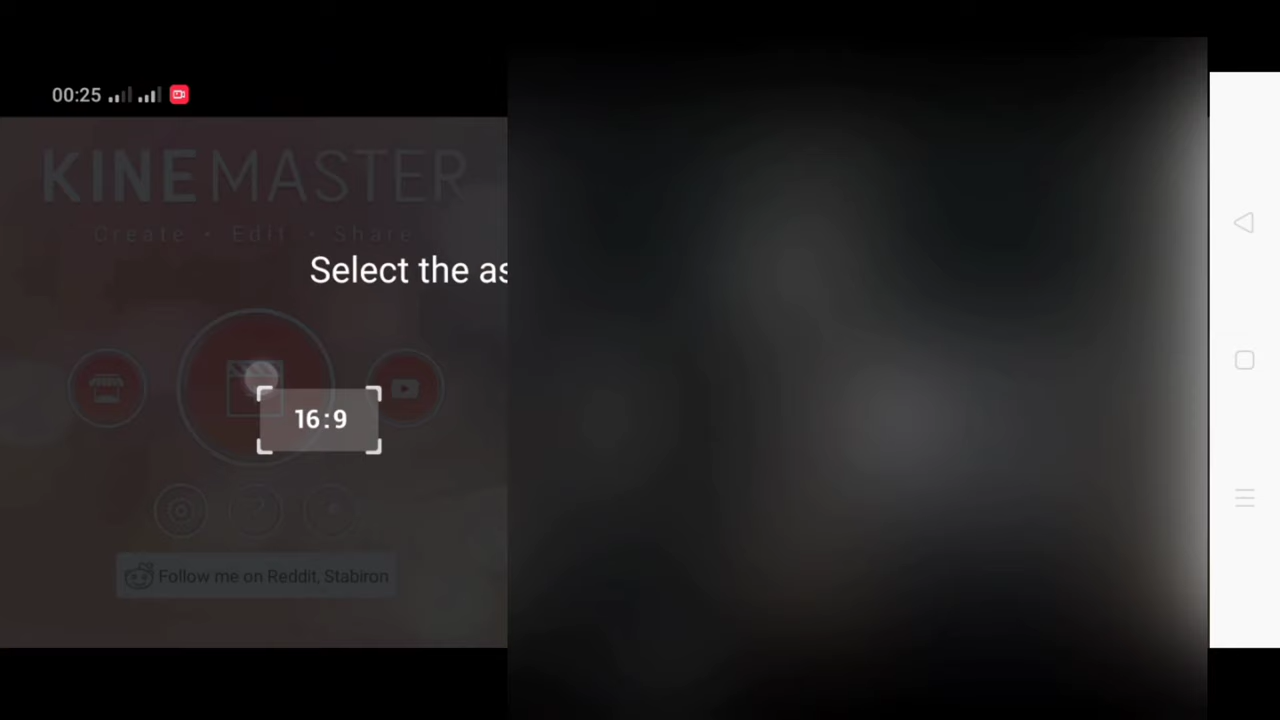 00:25
KINEMASTER
Create • Edit • Share
Select the as
16:9
?
Follow me on Reddit, Stabiron